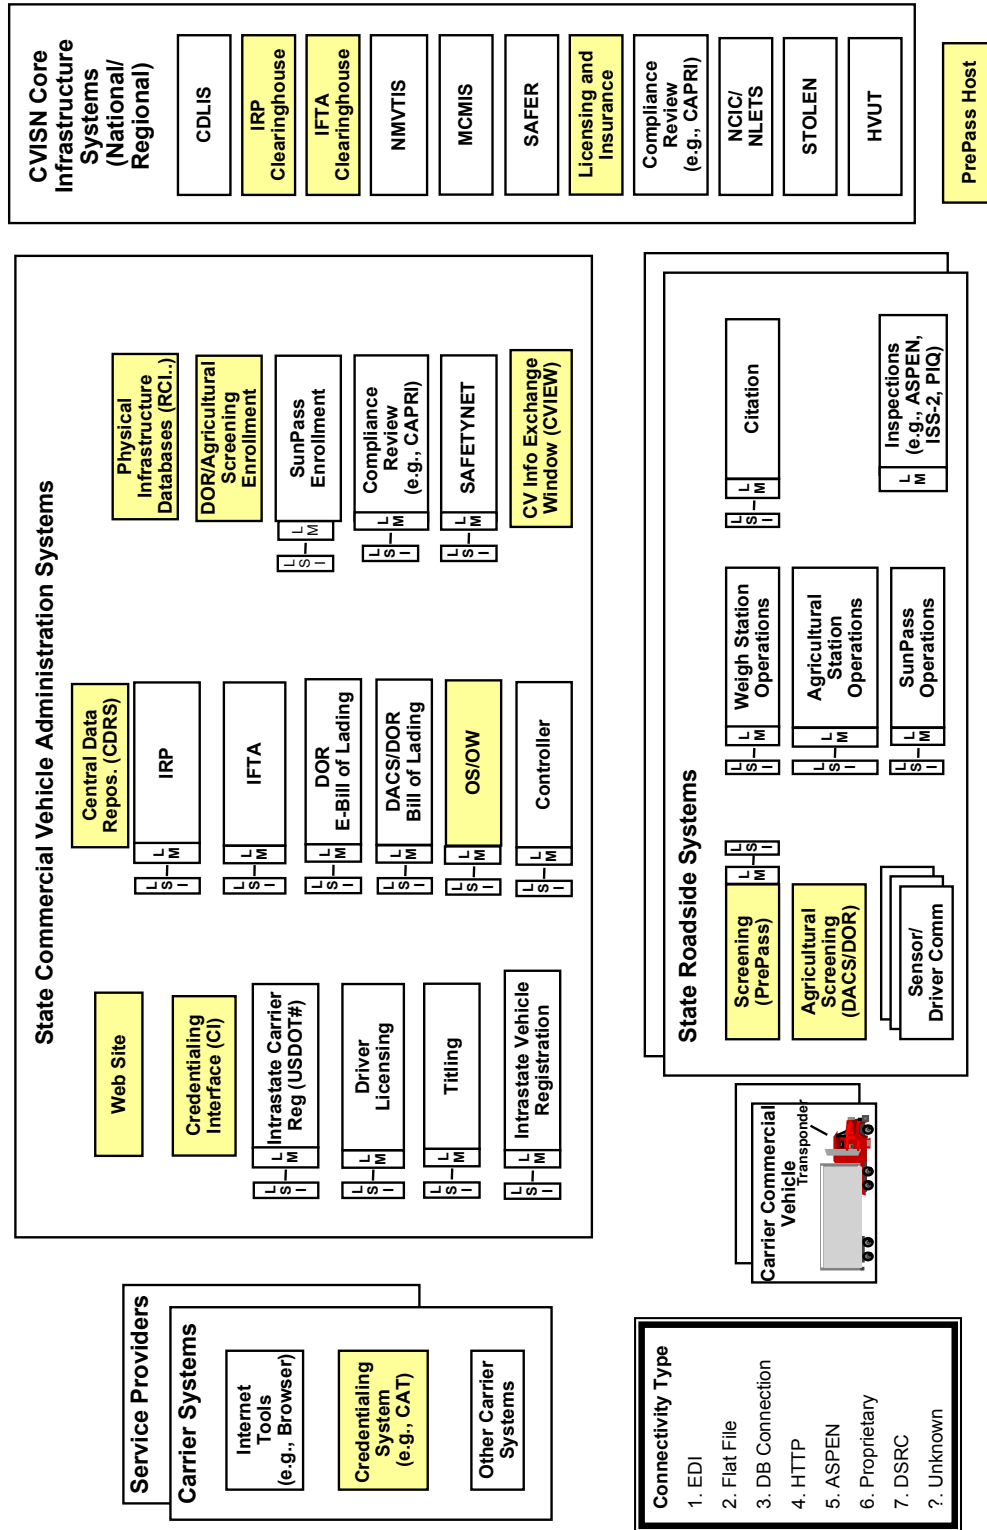 Service Providers
Carrier Systems
Internet
Tools
(e.g., Browser)
Credentialing
System
(e.g., CAT)
Other Carrier
Systems
State Commercial Vehicle Administration Systems
Web Site
Credentialing
Interface (CI)
L
S
I
L
M
Intrastate Carrier
Reg (USDOT#)
L
S
I
L
M
Driver
Licensing
L
S
I
L
M
Titling
L
S
I
L
M
Intrastate Vehicle
Registration
Central Data
Repos. (CDRS)
L
S
I
L
M
IRP
L
S
I
L
M
IFTA
L
S
I
L
M
DOR
E-Bill of Lading
L
S
I
L
M
DACS/DOR
Bill of Lading
L
S
I
L
M
OS/OW
L
S
I
L
M
Controller
Physical
Infrastructure
Databases (RCI..)
DOR/Agricultural
Screening
Enrollment
L
S
I
L
M
SunPass
Enrollment
L
S
I
L
M
Compliance
Review
(e.g., CAPRI)
L
S
I
L
M
SAFETYNET
CV Info Exchange
Window (CVIEW)
CVISN Core
Infrastructure
Systems
(National/
Regional)
CDLIS
IRP
Clearinghouse
IFTA
Clearinghouse
NMVTIS
MCMIS
SAFER
Licensing and
Insurance
Compliance
Review
(e.g., CAPRI)
NCIC/
NLETS
STOLEN
HVUT
PrePass Host
Connectivity Type
1. EDI
2. Flat File
3. DB Connection
4. HTTP
5. ASPEN
6. Proprietary
7. DSRC
?. Unknown
Carrier Commercial
Vehicle
Transponder
State Roadside Systems
Screening
(PrePass)
L
M
L
S
I
Agricultural
Screening
(DACS/DOR)
Sensor/
Driver Comm
L
S
I
L
M
Weigh Station
Operations
L
S
I
L
M
Agricultural
Station
Operations
L
S
I
L
M
SunPass
Operations
L
S
I
L
M
Citation
L
M
Inspections
(e.g., ASPEN,
ISS-2, PIQ)